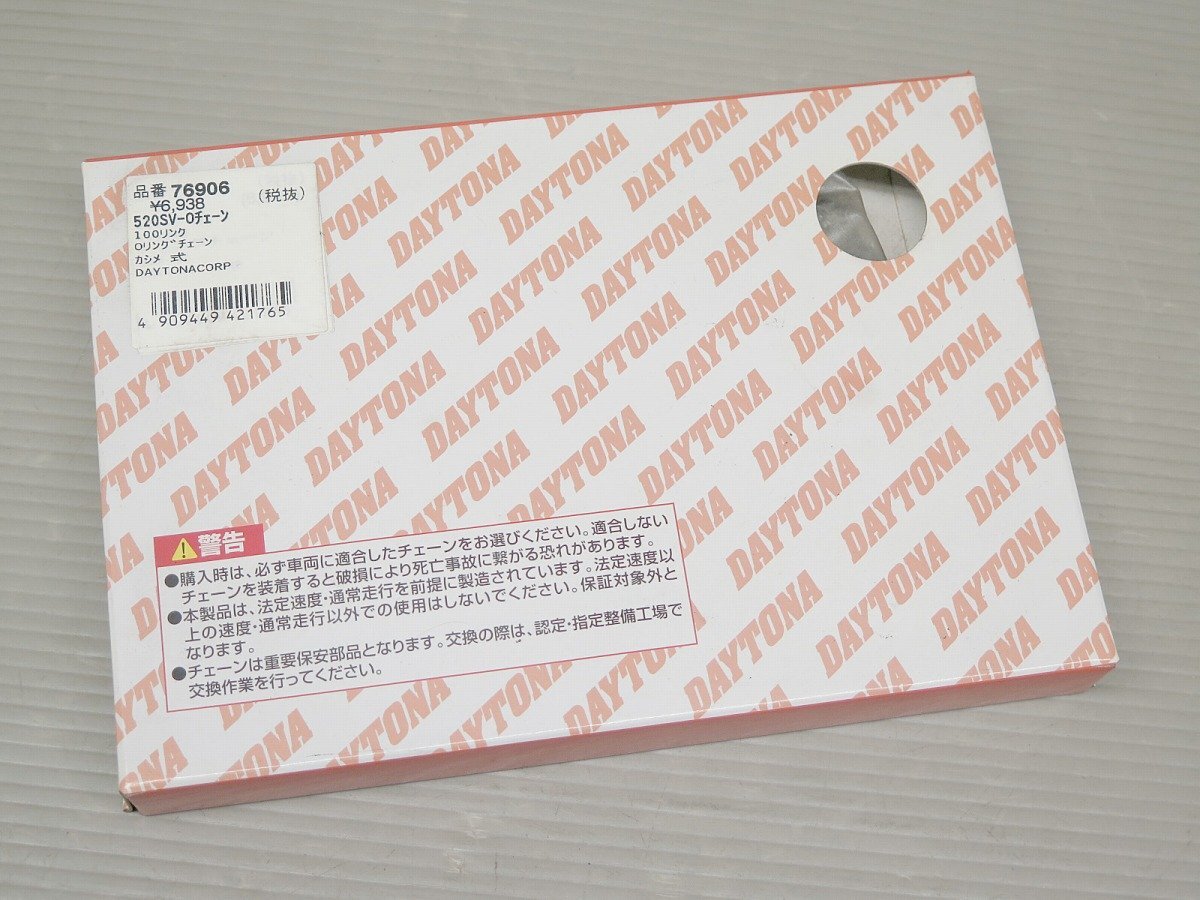 品番 76906
¥6,938 (税抜)
520SV-Oチェーン
100リンク
Oリング゛チェーン
カシメ 式
DAYTONACORP
4 909449 421765
警告
●購入時は、必ず車両に適合したチェーンをお選びください。適合しない
チェーンを装着すると破損により死亡事故に繋がる恐れがあります。
●本製品は、法定速度・通常走行を前提に製造されています。法定速度以
上の速度・通常走行以外での使用はしないでください。保証対象外と
なります。
●チェーンは重要保安部品となります。交換の際は、認定・指定整備工場で
交換作業を行ってください。
DAYTONA